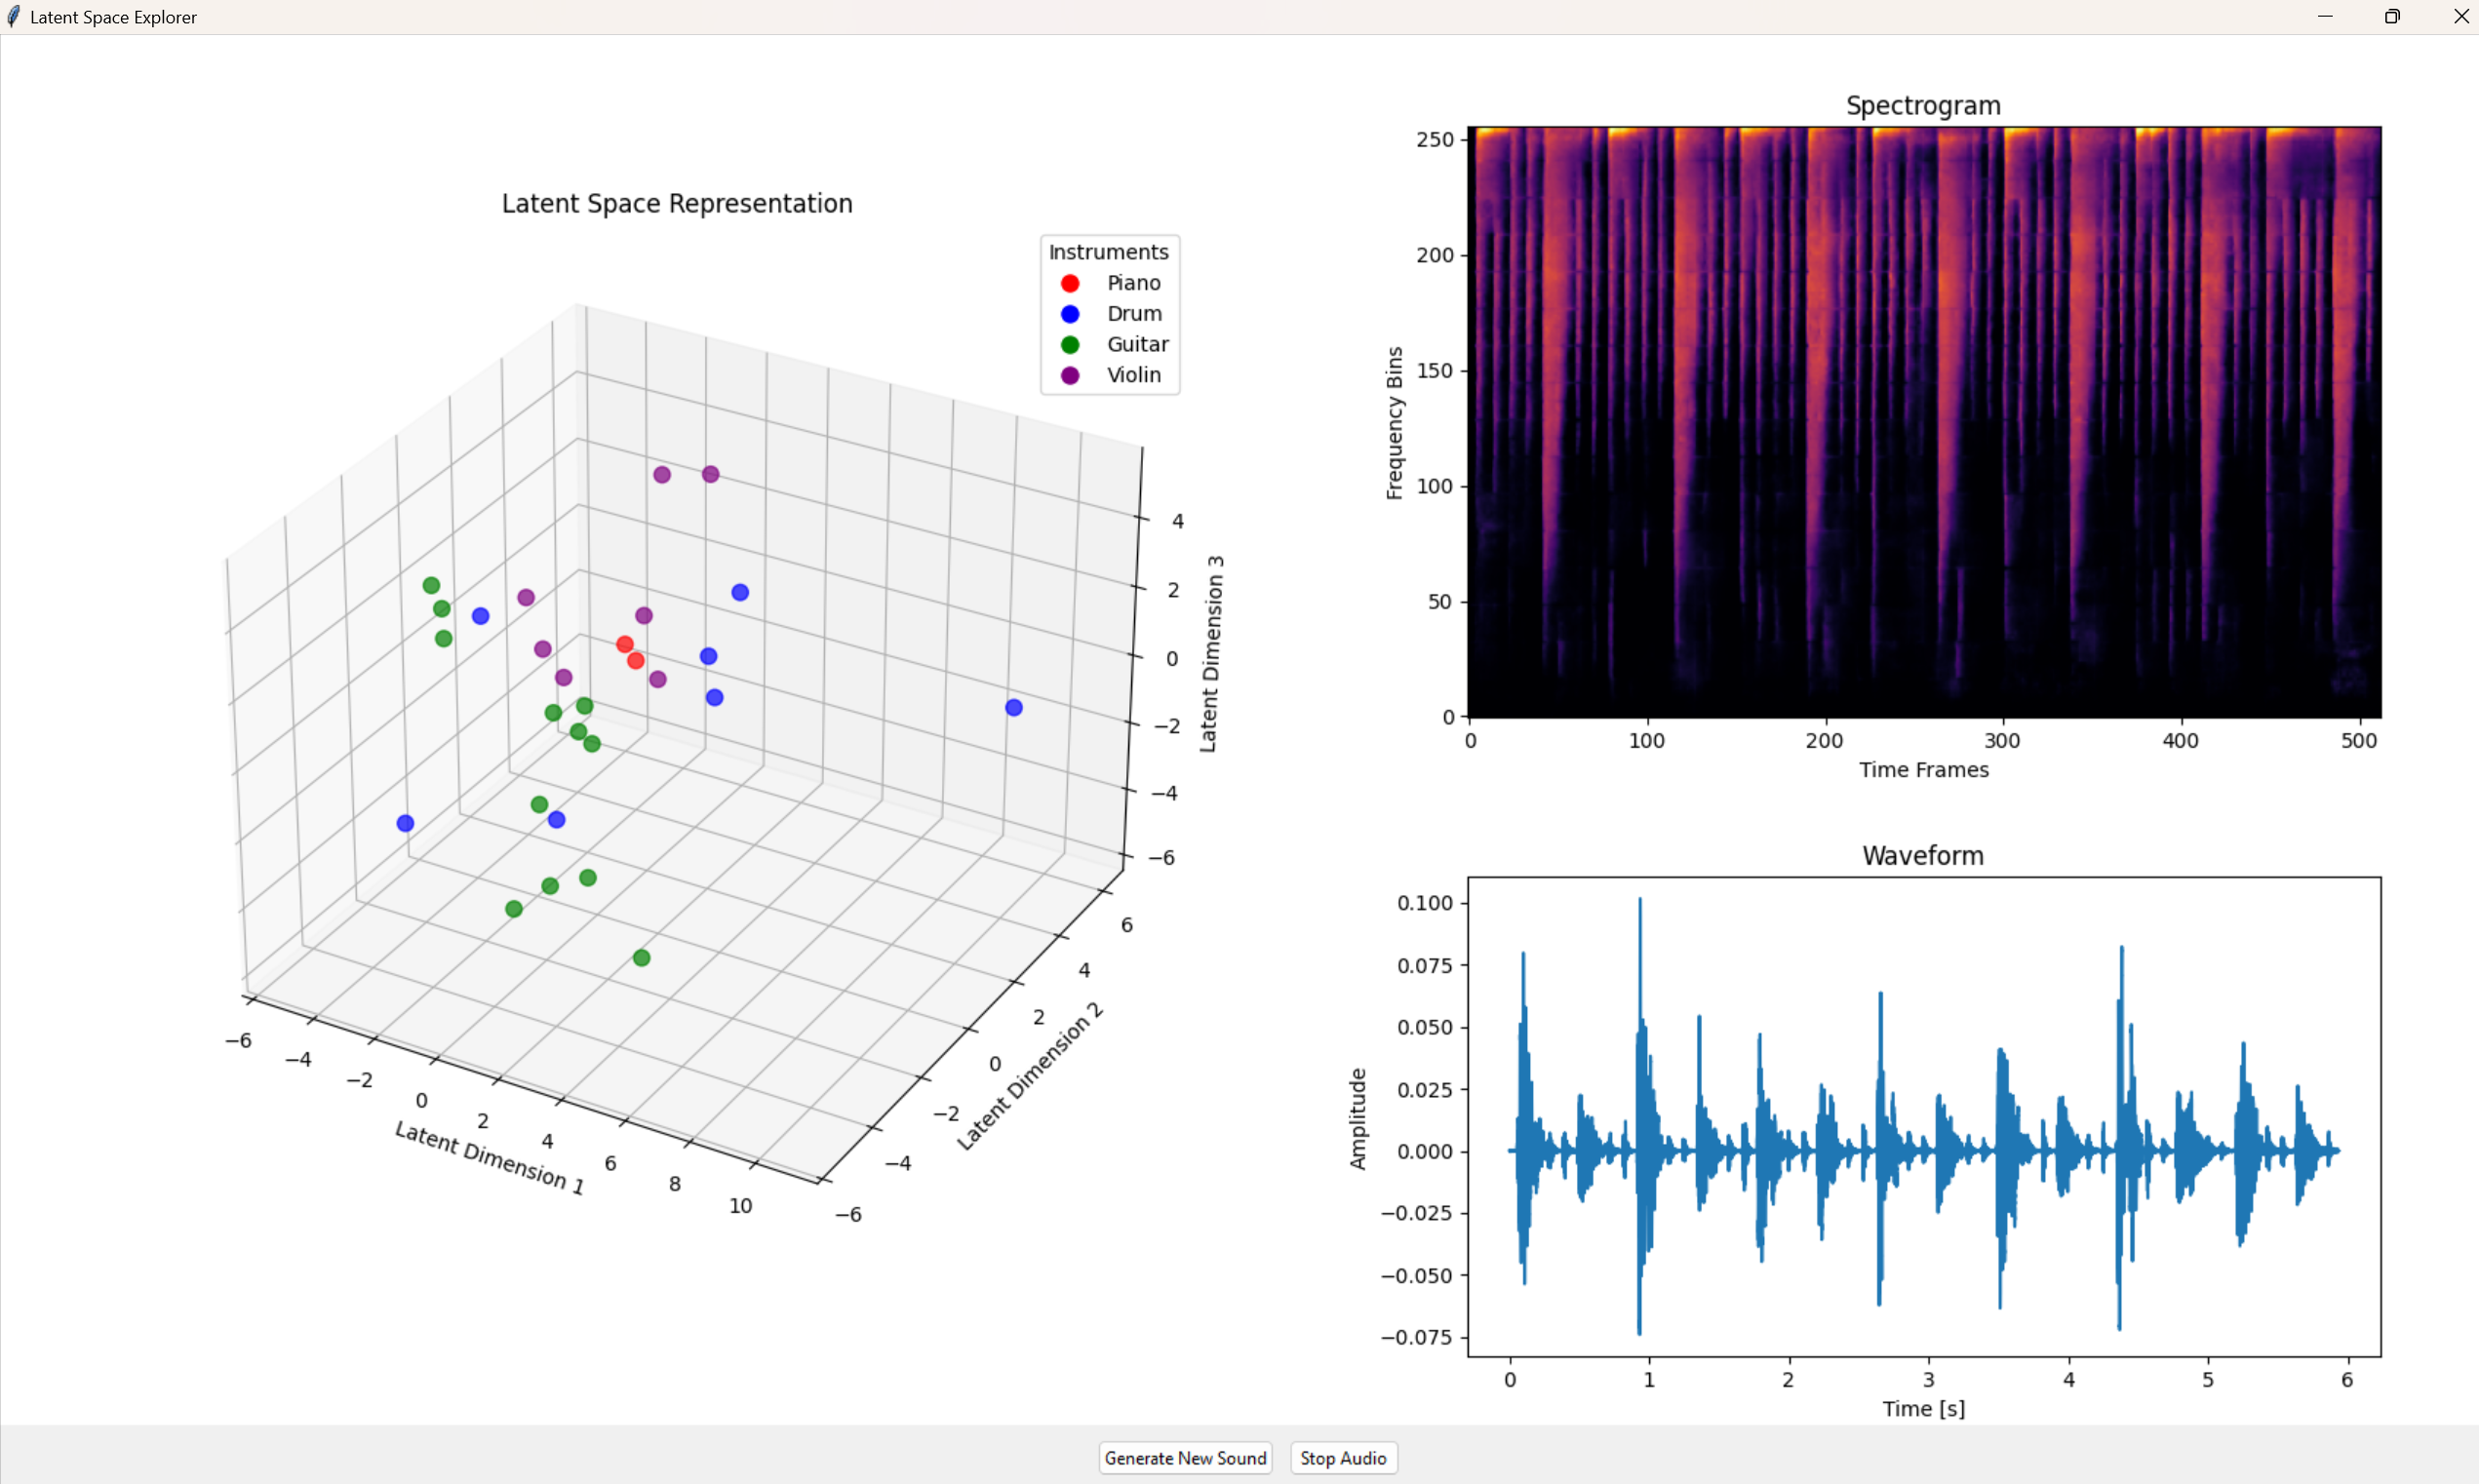 Latent Space Explorer
Latent Space Representation
Instruments
Piano
Drum
Guitar
Violin
4
2
0
−2
−4
−6
Latent Dimension 3
6
4
2
0
−2
−4
−6
Latent Dimension 2
−6
−4
−2
0
2
4
6
8
10
Latent Dimension 1
Spectrogram
250
200
150
100
50
0
Frequency Bins
0 100 200 300 400 500
Time Frames
Waveform
0.100
0.075
0.050
0.025
0.000
−0.025
−0.050
−0.075
Amplitude
0 1 2 3 4 5 6
Time [s]
Generate New Sound
Stop Audio